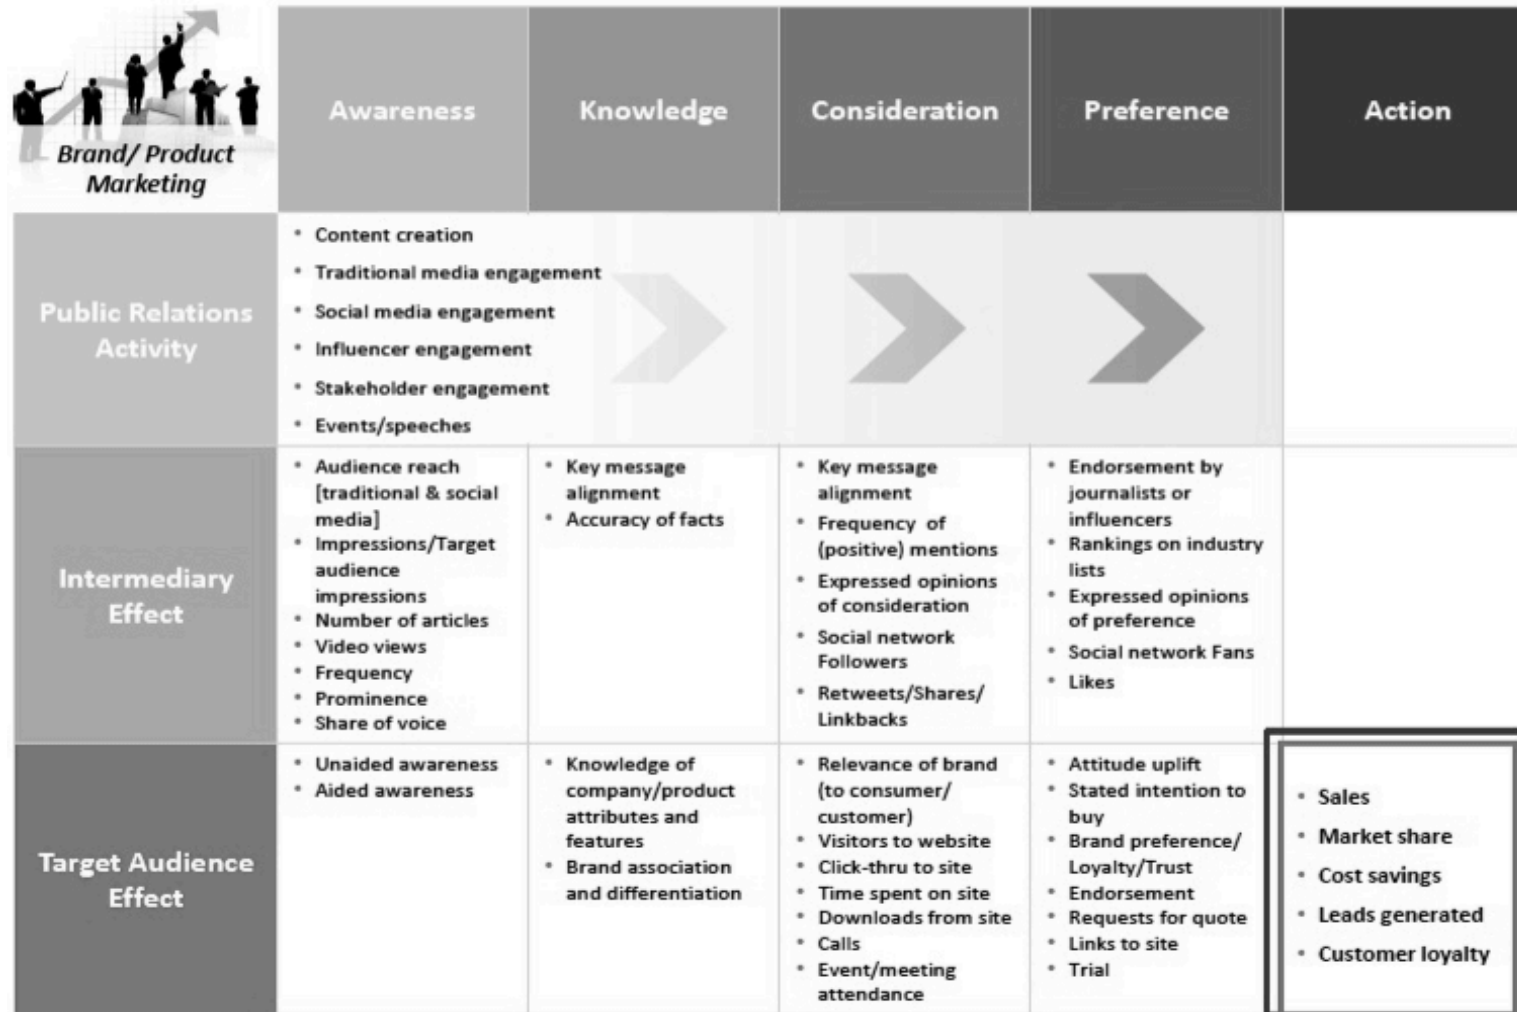 Brand/ Product
Marketing
Awareness
Knowledge
Consideration
Preference
Action
Public Relations
Activity
• Content creation
• Traditional media engagement
• Social media engagement
• Influencer engagement
• Stakeholder engagement
• Events/speeches
Intermediary
Effect
• Audience reach
[traditional & social
media]
• Impressions/Target
audience
impressions
• Number of articles
• Video views
• Frequency
• Prominence
• Share of voice
• Key message
alignment
• Accuracy of facts
• Key message
alignment
• Frequency of
(positive) mentions
• Expressed opinions
of consideration
• Social network
Followers
• Retweets/Shares/
Linkbacks
• Endorsement by
journalists or
influencers
• Rankings on industry
lists
• Expressed opinions
of preference
• Social network Fans
• Likes
Target Audience
Effect
• Unaided awareness
• Aided awareness
• Knowledge of
company/product
attributes and
features
• Brand association
and differentiation
• Relevance of brand
(to consumer/
customer)
• Visitors to website
• Click-thru to site
• Time spent on site
• Downloads from site
• Calls
• Event/meeting
attendance
• Attitude uplift
• Stated intention to
buy
• Brand preference/
Loyalty/Trust
• Endorsement
• Requests for quote
• Links to site
• Trial
• Sales
• Market share
• Cost savings
• Leads generated
• Customer loyalty